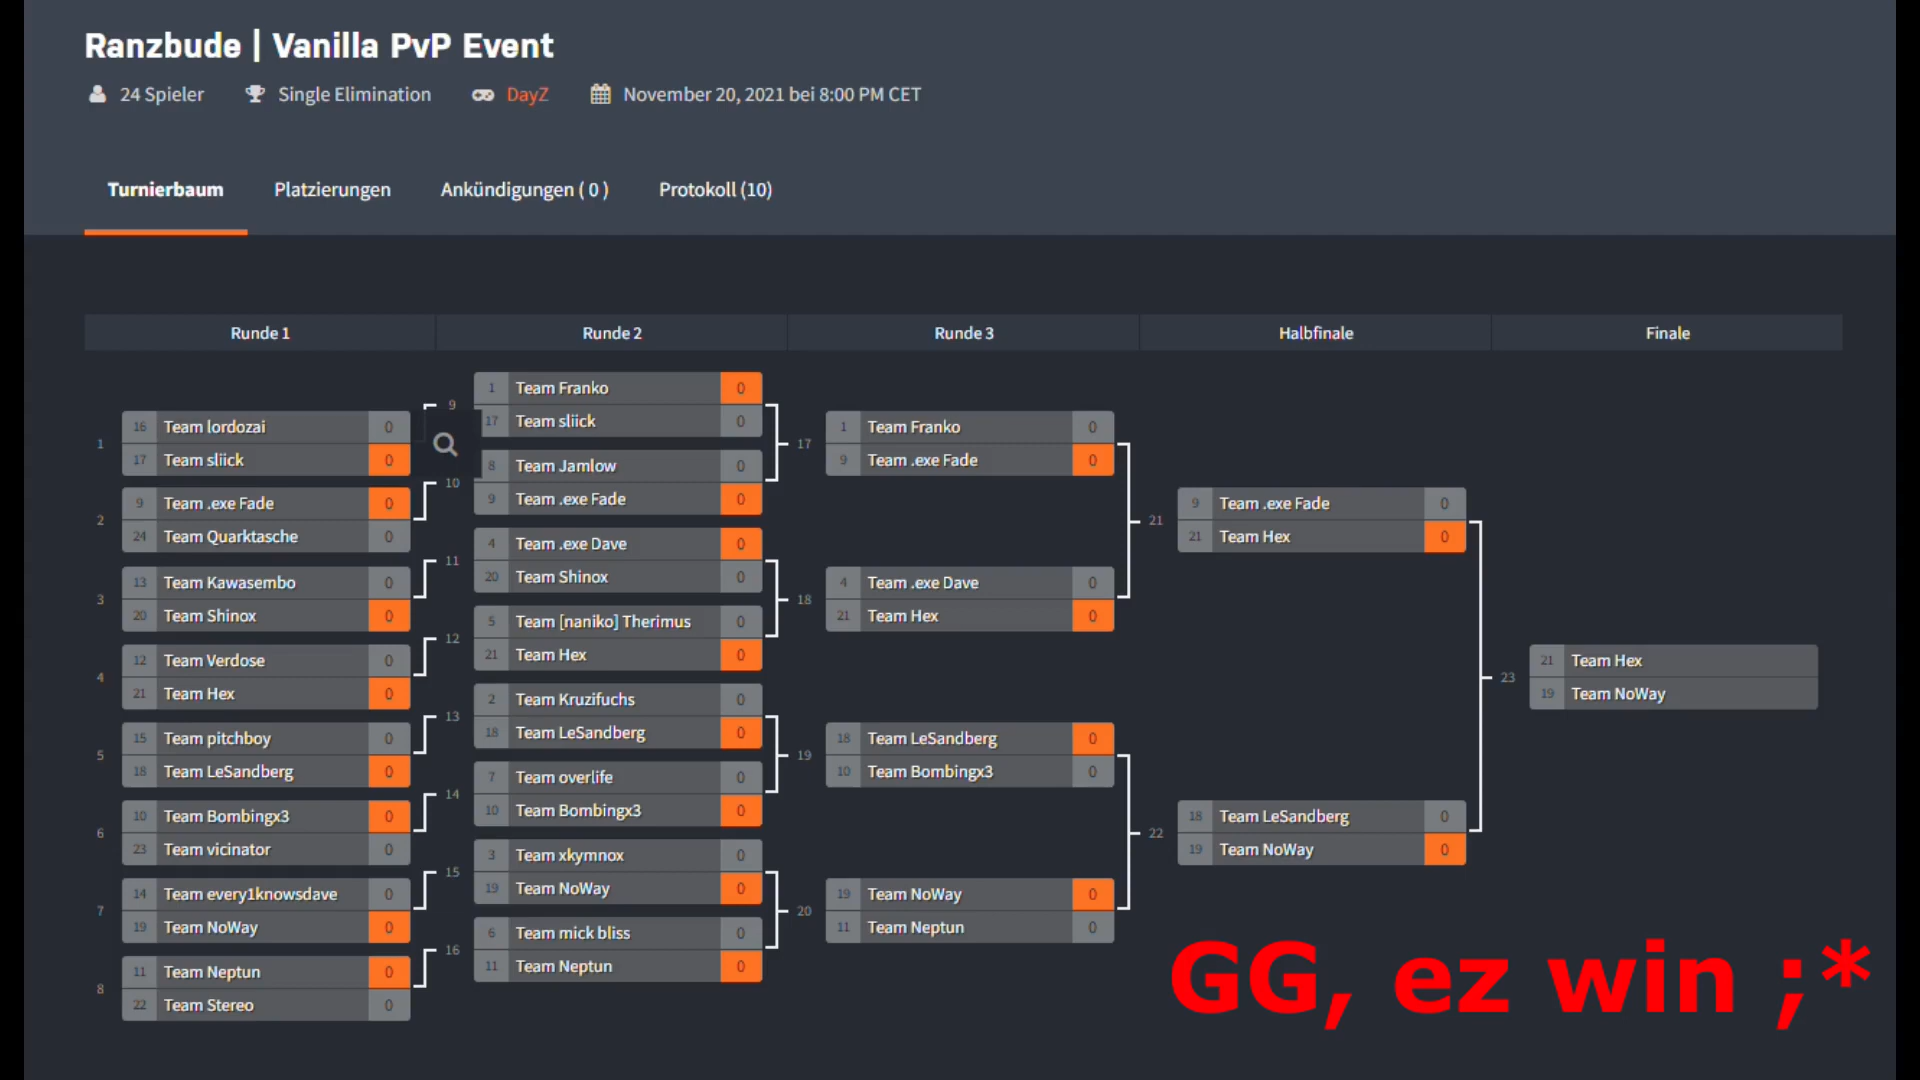 Ranzbude | Vanilla PvP Event
24 Spieler Single Elimination DayZ November 20, 2021 bei 8:00 PM CET
Turnierbaum Platzierungen Ankündigungen ( 0 ) Protokoll (10)
Runde 1 Runde 2 Runde 3 Halbfinale Finale
1
16 Team lordozai 0
17 Team sliick 0
2
9 Team .exe Fade 0
24 Team Quarktasche 0
3
13 Team Kawasembo 0
20 Team Shinox 0
4
12 Team Verdose 0
21 Team Hex 0
5
15 Team pitchboy 0
18 Team LeSandberg 0
6
10 Team Bombingx3 0
23 Team vicinator 0
7
14 Team every1knowsdave 0
19 Team NoWay 0
8
11 Team Neptun 0
22 Team Stereo 0
9
1 Team Franko 0
17 Team sliick 0
10
8 Team Jamlow 0
9 Team .exe Fade 0
11
4 Team .exe Dave 0
20 Team Shinox 0
12
5 Team [naniko] Therimus 0
21 Team Hex 0
13
2 Team Kruzifuchs 0
18 Team LeSandberg 0
14
7 Team overlife 0
10 Team Bombingx3 0
15
3 Team xkymnox 0
19 Team NoWay 0
16
6 Team mick bliss 0
11 Team Neptun 0
17
1 Team Franko 0
9 Team .exe Fade 0
18
4 Team .exe Dave 0
21 Team Hex 0
19
18 Team LeSandberg 0
10 Team Bombingx3 0
20
19 Team NoWay 0
11 Team Neptun 0
21
9 Team .exe Fade 0
21 Team Hex 0
22
18 Team LeSandberg 0
19 Team NoWay 0
23
21 Team Hex
19 Team NoWay
GG, ez win ;*